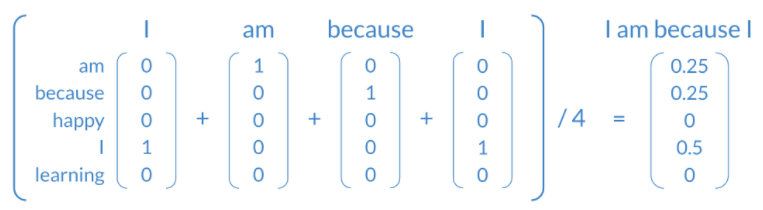 I am because I I am because I
am 0 1 0 0 0.25
because 0 0 1 0 0.25
happy 0 + 0 + 0 + 0 / 4 = 0
I 1 0 0 1 0.5
learning 0 0 0 0 0